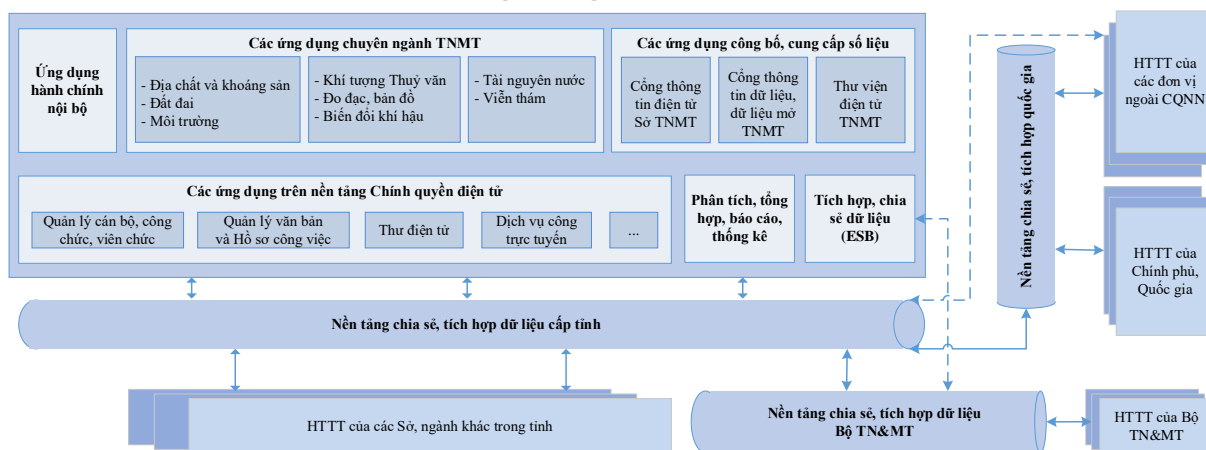 Ứng dụng
hành chính
nội bộ
Các ứng dụng chuyên ngành TNMT
- Địa chất và khoáng sản
- Đất đai
- Môi trường
- Khí tượng Thuỷ văn
- Đo đạc, bản đồ
- Biến đổi khí hậu
- Tài nguyên nước
- Viễn thám
Các ứng dụng công bố, cung cấp số liệu
Cổng thông
tin điện tử
Sở TNMT
Cổng thông
tin dữ liệu,
dữ liệu mở
TNMT
Thư viện
điện tử
TNMT
Các ứng dụng trên nền tảng Chính quyền điện tử
Quản lý cán bộ, công
chức, viên chức
Quản lý văn bản
và Hồ sơ công việc
Thư điện tử
Dịch vụ công
trực tuyến
...
Phân tích, tổng
hợp, báo cáo,
thống kê
Tích hợp, chia
sẻ dữ liệu
(ESB)
Nền tảng chia sẻ, tích hợp quốc gia
HTTT của
các đơn vị
ngoài CQNN
HTTT của
Chính phủ,
Quốc gia
Nền tảng chia sẻ, tích hợp dữ liệu cấp tỉnh
HTTT của các Sở, ngành khác trong tỉnh
Nền tảng chia sẻ, tích hợp dữ liệu
Bộ TN&MT
HTTT của Bộ
TN&MT